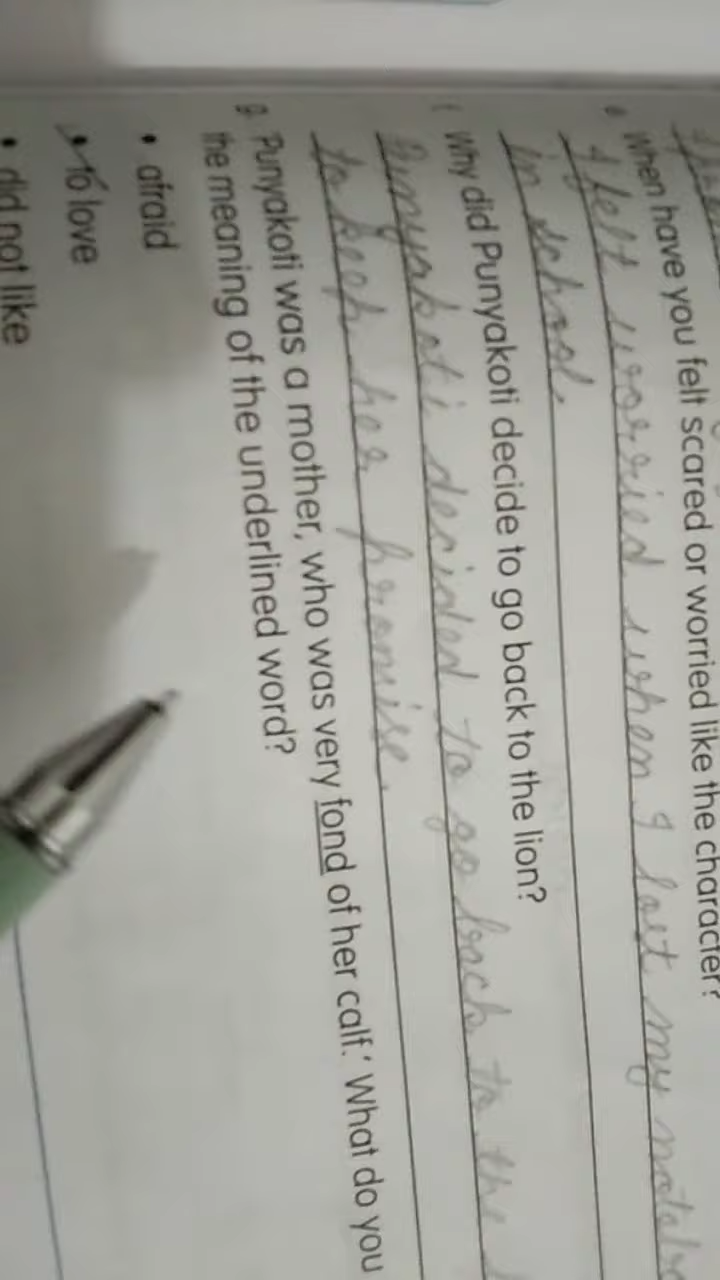 e When have you felt scared or worried like the character?
I felt worried when I lost my
in school.
f Why did Punyakoti decide to go back to the lion?
Punyakoti decided to go back to the
to keep her promise.
g Punyakoti was a mother, who was very fond of her calf.' What do you
the meaning of the underlined word?
• afraid
• to love
• did not like